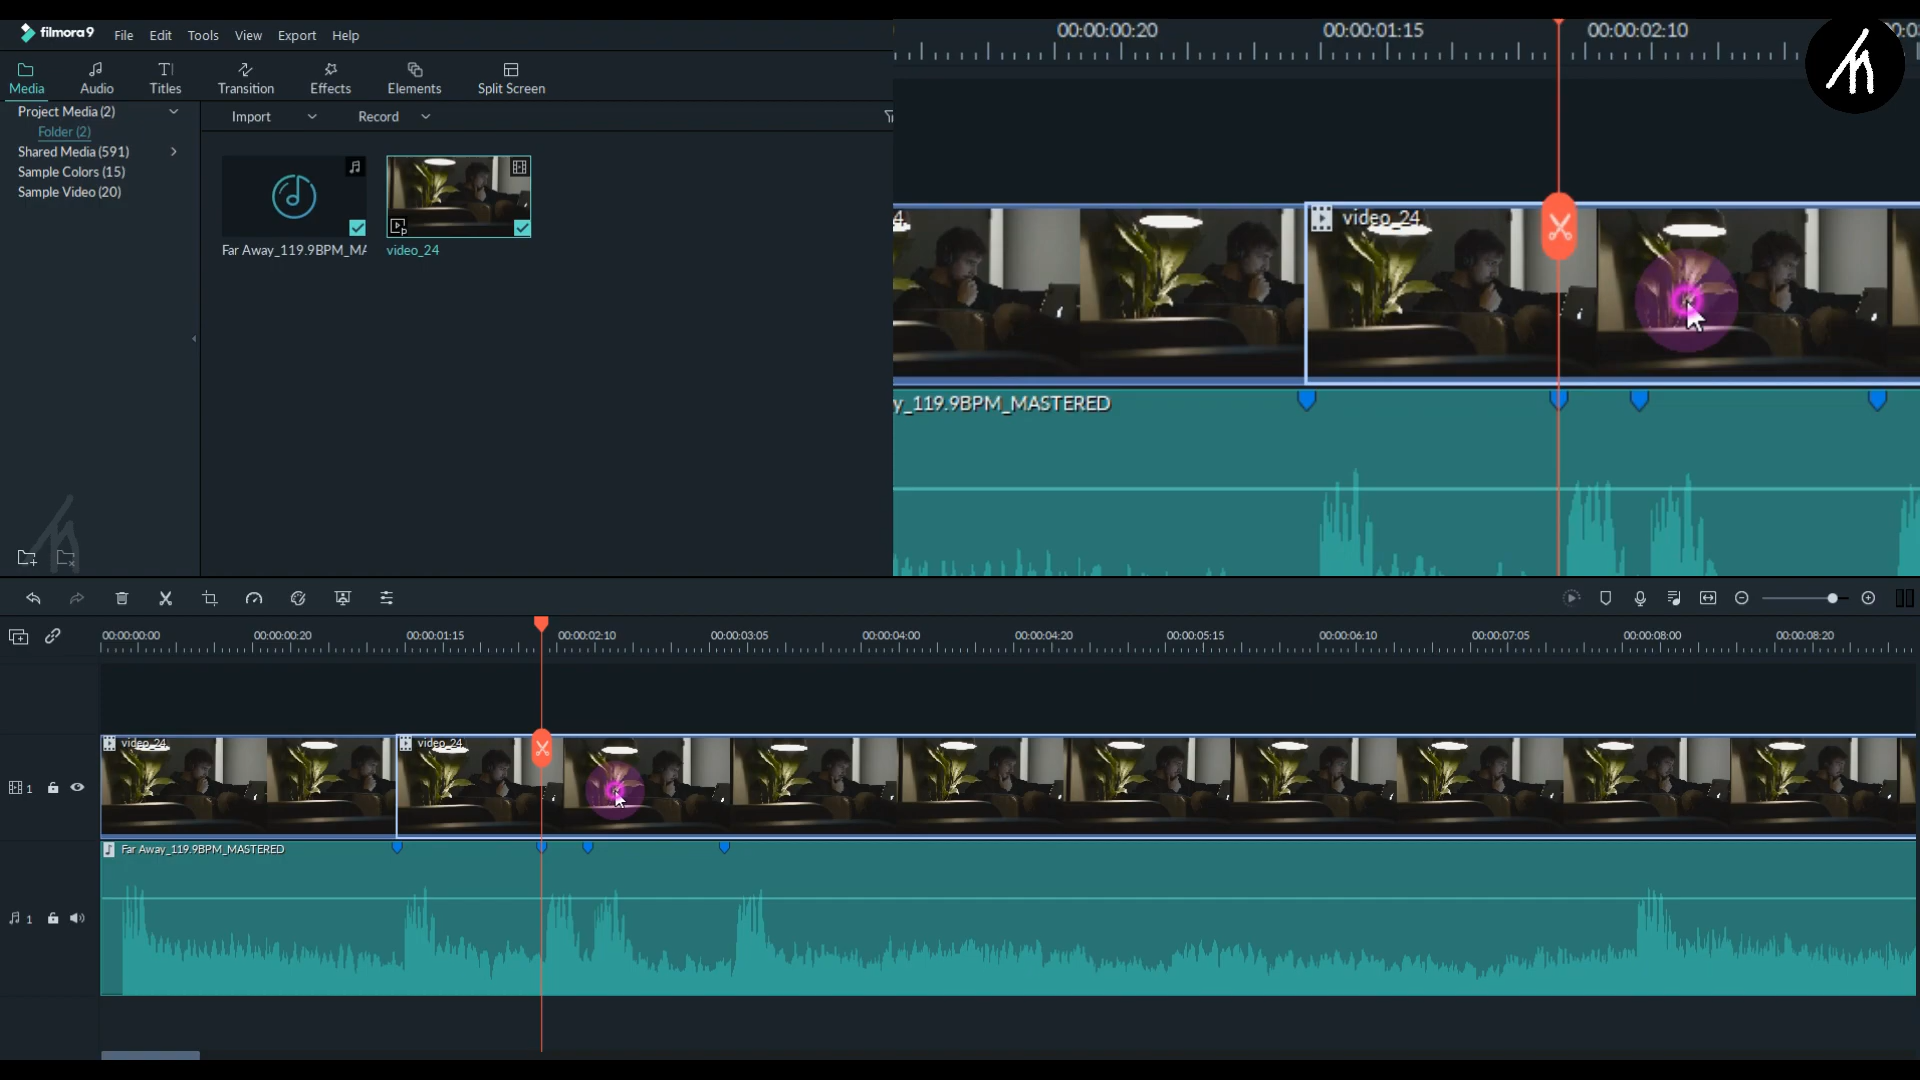 filmora9 File Edit Tools View Export Help
Media Audio Titles Transition Effects Elements Split Screen
Project Media (2) Import Record
Folder (2)
Shared Media (591)
Sample Colors (15)
Sample Video (20)
Far Away_119.9BPM_MA video_24
00:00:00:20 00:00:01:15 00:00:02:10
video_24
y_119.9BPM_MASTERED
00:00:00:00 00:00:00:20 00:00:01:15 00:00:02:10 00:00:03:05 00:00:04:00 00:00:04:20 00:00:05:15 00:00:06:10 00:00:07:05 00:00:08:00 00:00:08:20
video_24 video_24
1
Far Away_119.9BPM_MASTERED
1